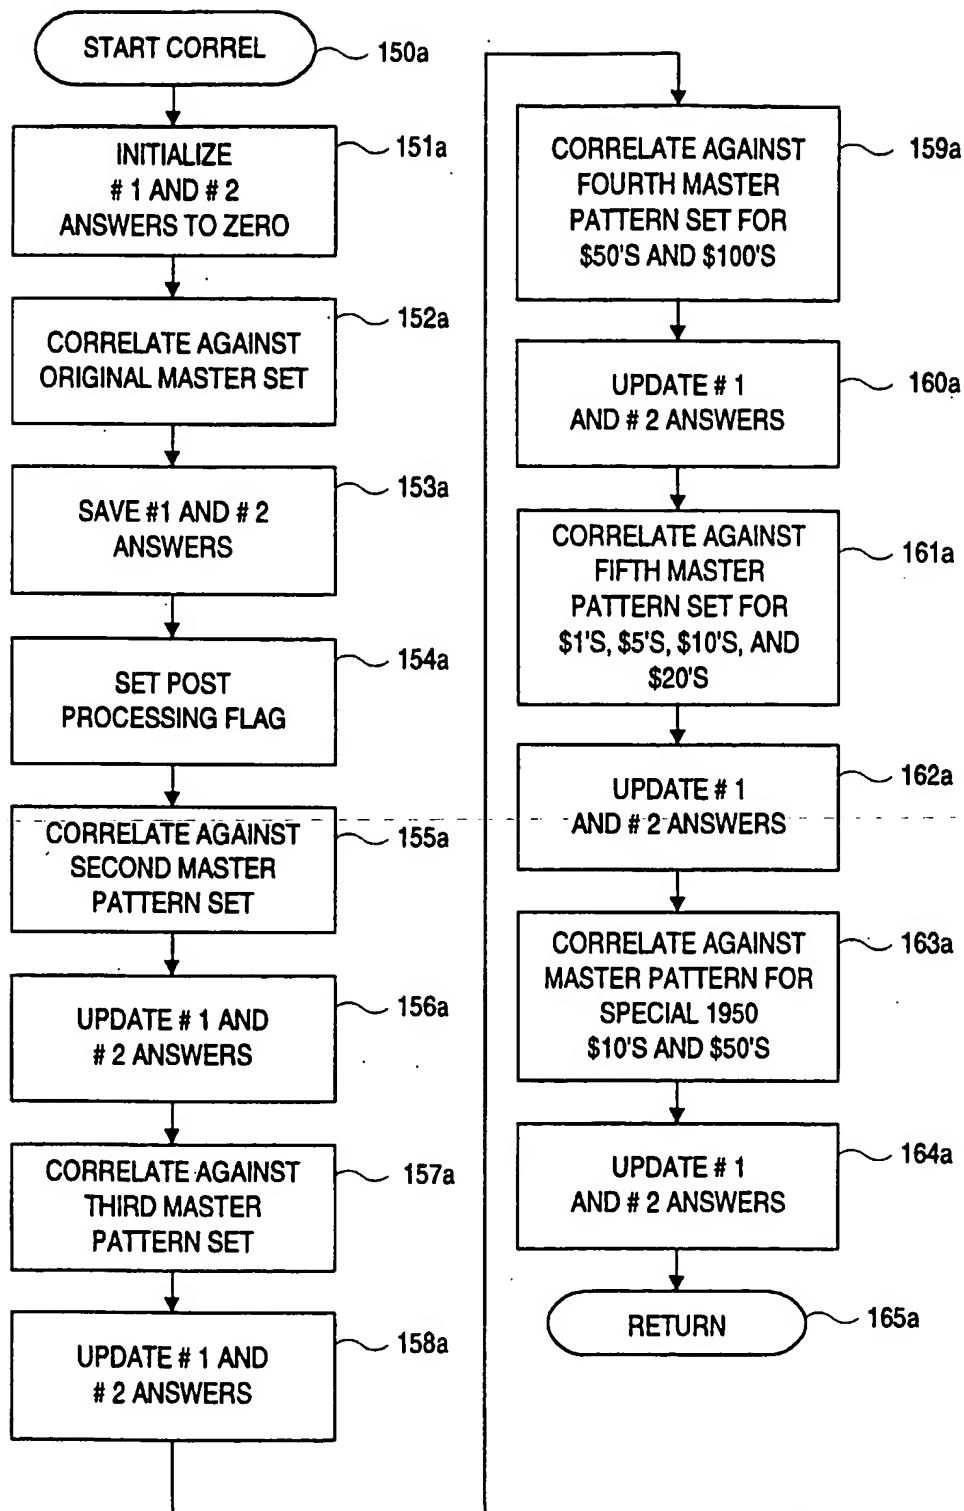 START CORREL
150a
INITIALIZE
# 1 AND # 2
ANSWERS TO ZERO
151a
CORRELATE AGAINST
ORIGINAL MASTER SET
152a
SAVE #1 AND # 2
ANSWERS
153a
SET POST
PROCESSING FLAG
154a
CORRELATE AGAINST
SECOND MASTER
PATTERN SET
155a
UPDATE # 1 AND
# 2 ANSWERS
156a
CORRELATE AGAINST
THIRD MASTER
PATTERN SET
157a
UPDATE # 1 AND
# 2 ANSWERS
158a
CORRELATE AGAINST
FOURTH MASTER
PATTERN SET FOR
$50'S AND $100'S
159a
UPDATE # 1
AND # 2 ANSWERS
160a
CORRELATE AGAINST
FIFTH MASTER
PATTERN SET FOR
$1'S, $5'S, $10'S, AND
$20'S
161a
UPDATE # 1
AND # 2 ANSWERS
162a
CORRELATE AGAINST
MASTER PATTERN FOR
SPECIAL 1950
$10'S AND $50'S
163a
UPDATE # 1
AND # 2 ANSWERS
164a
RETURN
165a